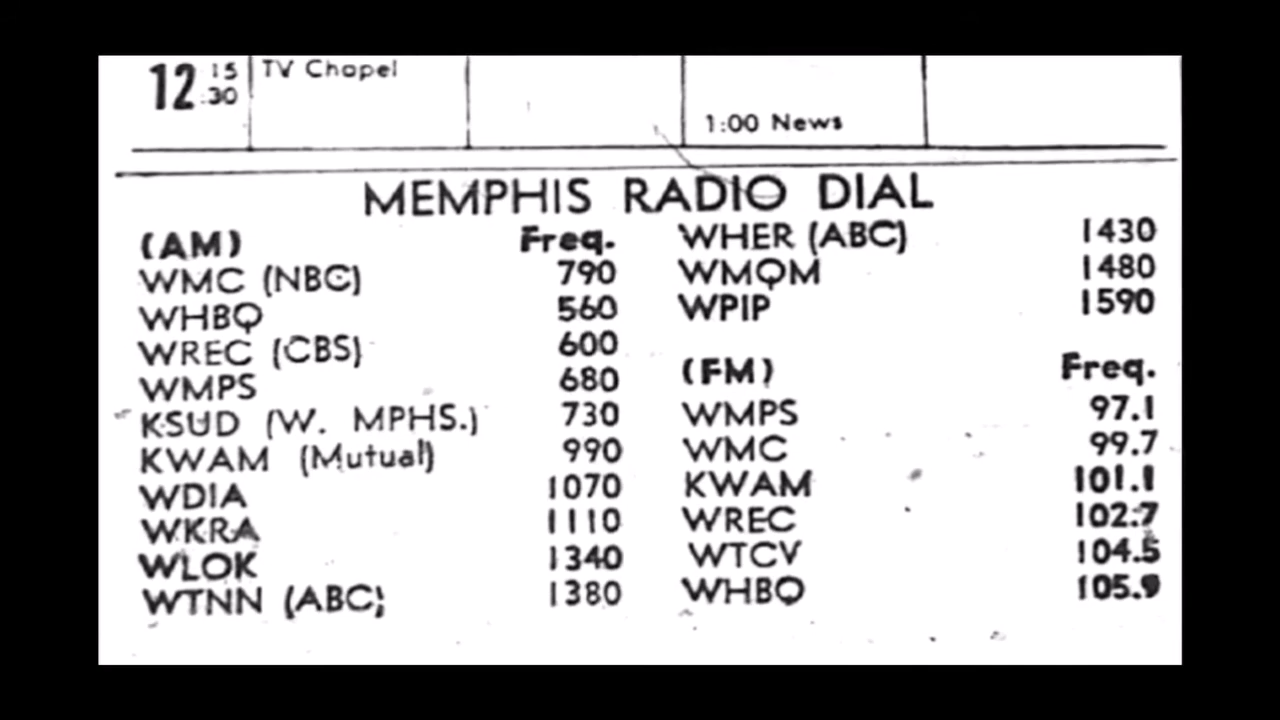 12 :15 TV Chapel
:30
1:00 News
MEMPHIS RADIO DIAL
(AM) Freq.
WMC (NBC) 790
WHBQ 560
WREC (CBS) 600
WMPS 680
KSUD (W. MPHS.) 730
KWAM (Mutual) 990
WDIA 1070
WKRA 1110
WLOK 1340
WTNN (ABC) 1380
WHER (ABC) 1430
WMQM 1480
WPIP 1590
(FM) Freq.
WMPS 97.1
WMC 99.7
KWAM 101.1
WREC 102.7
WTCV 104.5
WHBQ 105.9